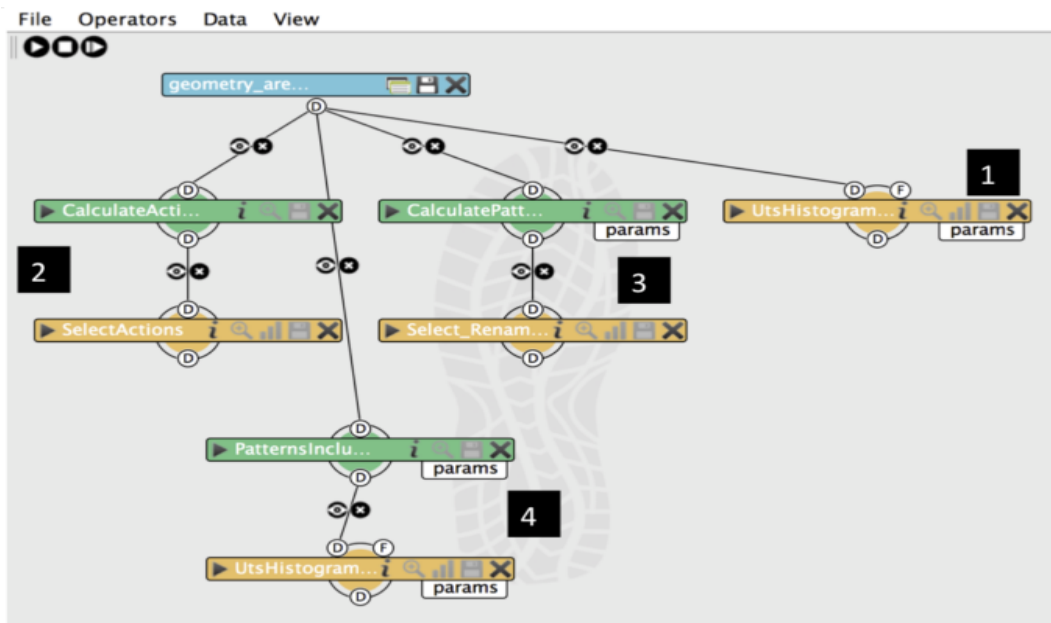 File Operators Data View
geometry_are...
D
D D D F
1
CalculateActi... i CalculatePatt... i UtsHistogram... i
params params
D D D
2
3
D D
SelectActions i Select_Renam... i
D D
D
PatternsInclu... i
params
D
4
D F
UtsHistogram... i
params
D